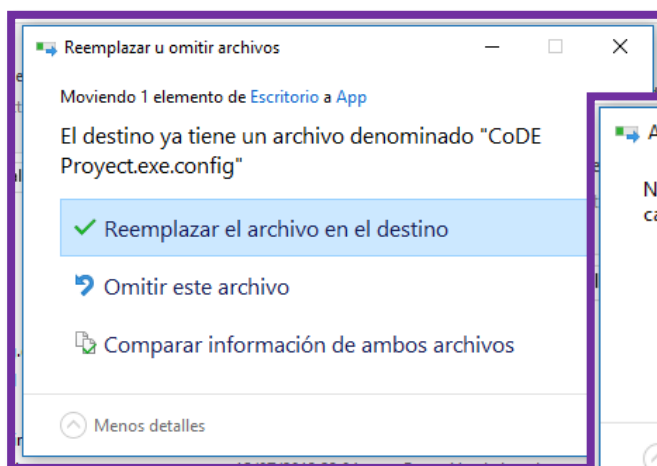 Reemplazar u omitir archivos
Moviendo 1 elemento de Escritorio a App
El destino ya tiene un archivo denominado "CoDE
Proyect.exe.config"
Reemplazar el archivo en el destino
Omitir este archivo
Comparar información de ambos archivos
Menos detalles